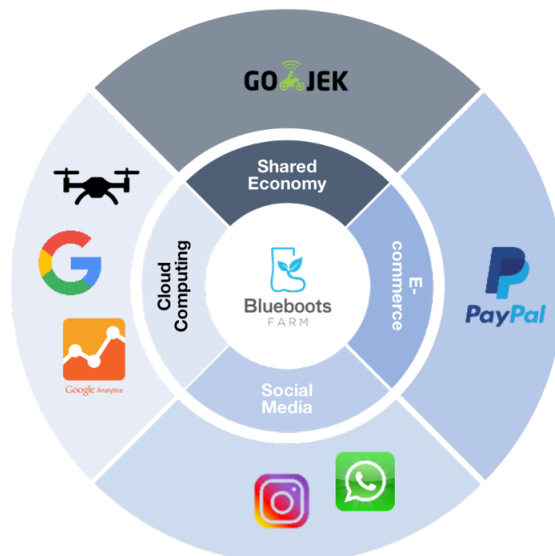 GO JEK
Shared
Economy
Cloud
Computing
E-
commerce
Blueboots
FARM
PayPal
Google Analytics
Social
Media